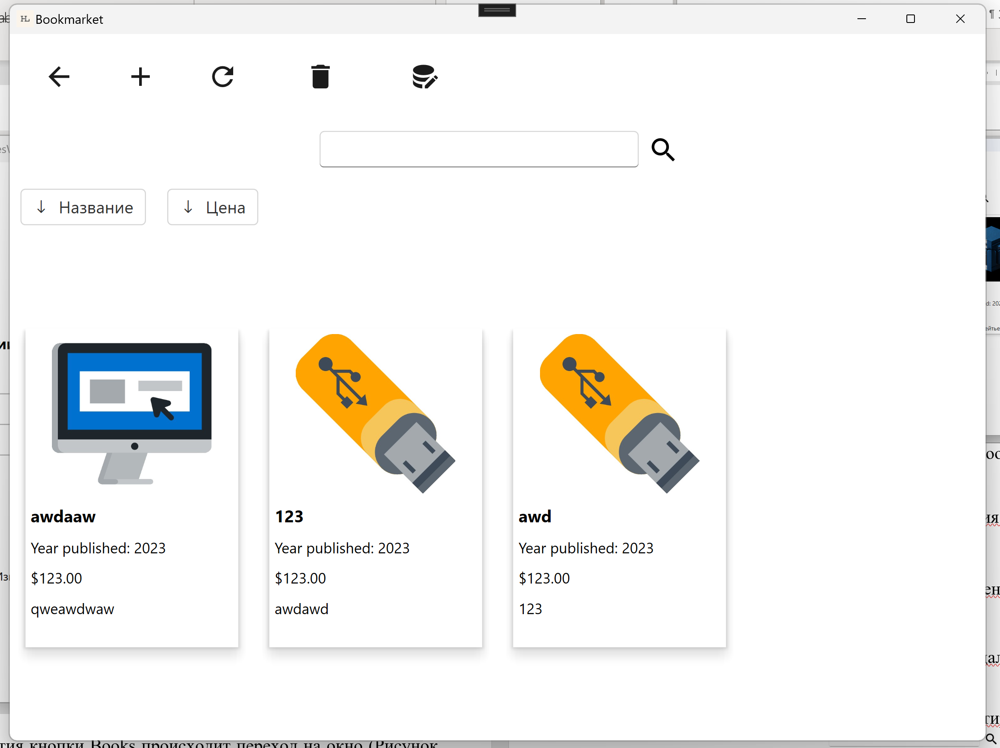 Bookmarket
Название
Цена
awdaaw
Year published: 2023
$123.00
qweawdwaw
123
Year published: 2023
$123.00
awdawd
awd
Year published: 2023
$123.00
123
кнопки Books происходит переход на окно (Рисунок